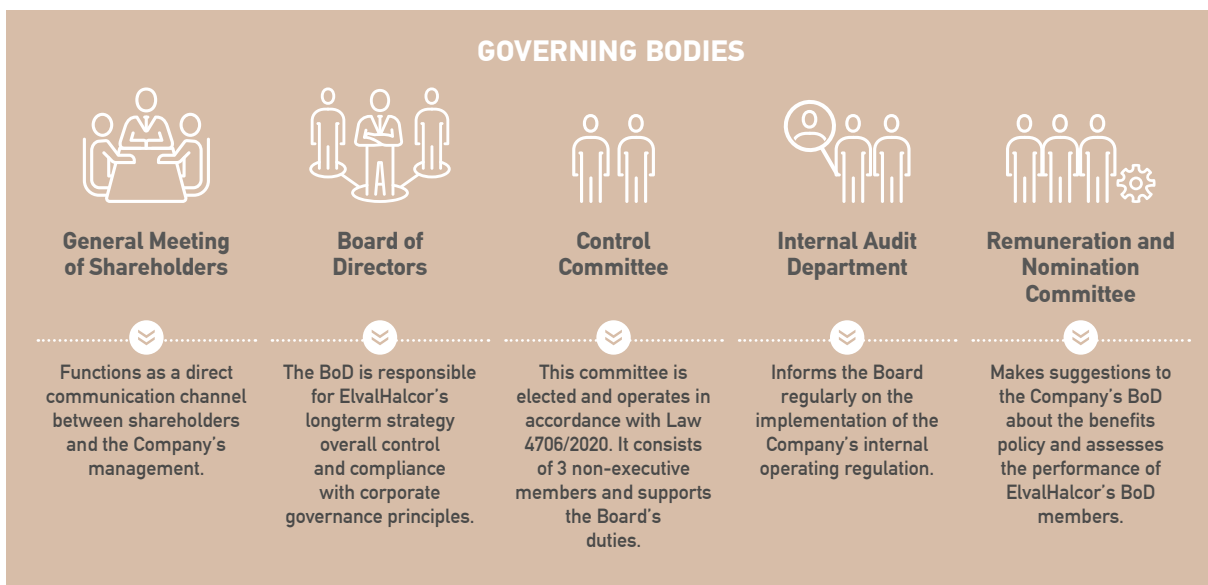 GOVERNING BODIES
General Meeting
of Shareholders
Functions as a direct
communication channel
between shareholders
and the Company's
management.
Board of
Directors
The BoD is responsible
for ElvalHalcor's
longterm strategy
overall control
and compliance
with corporate
governance principles.
Control
Committee
This committee is
elected and operates in
accordance with Law
4706/2020. It consists
of 3 non-executive
members and supports
the Board's
duties.
Internal Audit
Department
Informs the Board
regularly on the
implementation of the
Company's internal
operating regulation.
Remuneration and
Nomination
Committee
Makes suggestions to
the Company's BoD
about the benefits
policy and assesses
the performance of
ElvalHalcor's BoD
members.